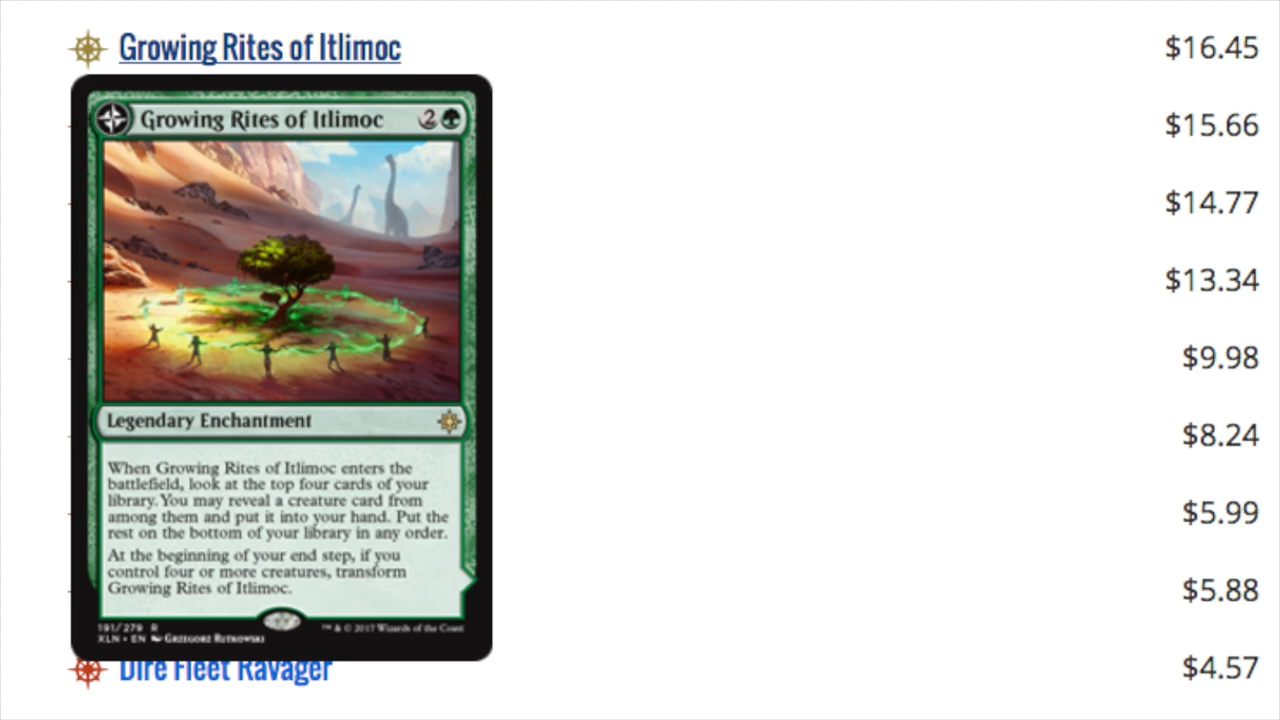 Growing Rites of Itlimoc $16.45
Growing Rites of Itlimoc 2
$15.66
$14.77
$13.34
$9.98
Legendary Enchantment
$8.24
When Growing Rites of Itlimoc enters the
battlefield, look at the top four cards of your
library. You may reveal a creature card from
among them and put it into your hand. Put the
rest on the bottom of your library in any order.
$5.99
At the beginning of your end step, if you
control four or more creatures, transform
Growing Rites of Itlimoc.
$5.88
191/279 R
XLN • EN Grzegorz Rutkowski
™ & © 2017 Wizards of the Coast
Dire Fleet Ravager $4.57